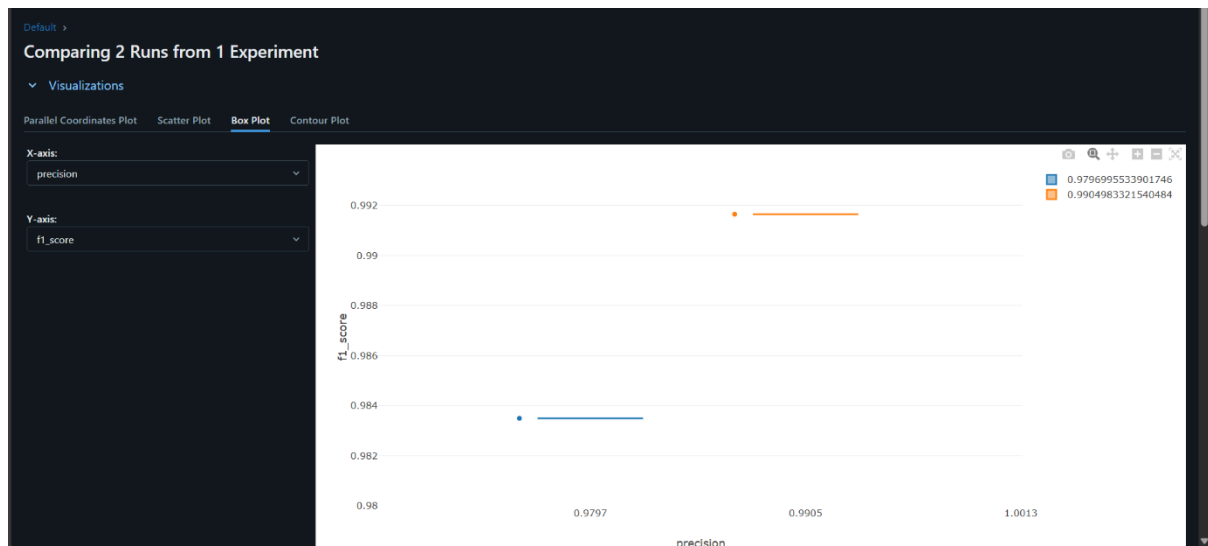 Default >
Comparing 2 Runs from 1 Experiment
Visualizations
Parallel Coordinates Plot Scatter Plot Box Plot Contour Plot
X-axis:
precision
Y-axis:
f1_score
0.9796995533901746
0.9904983321540484
0.992
0.99
0.988
0.986
0.984
0.982
0.98
f1_score
0.9797 0.9905 1.0013
precision